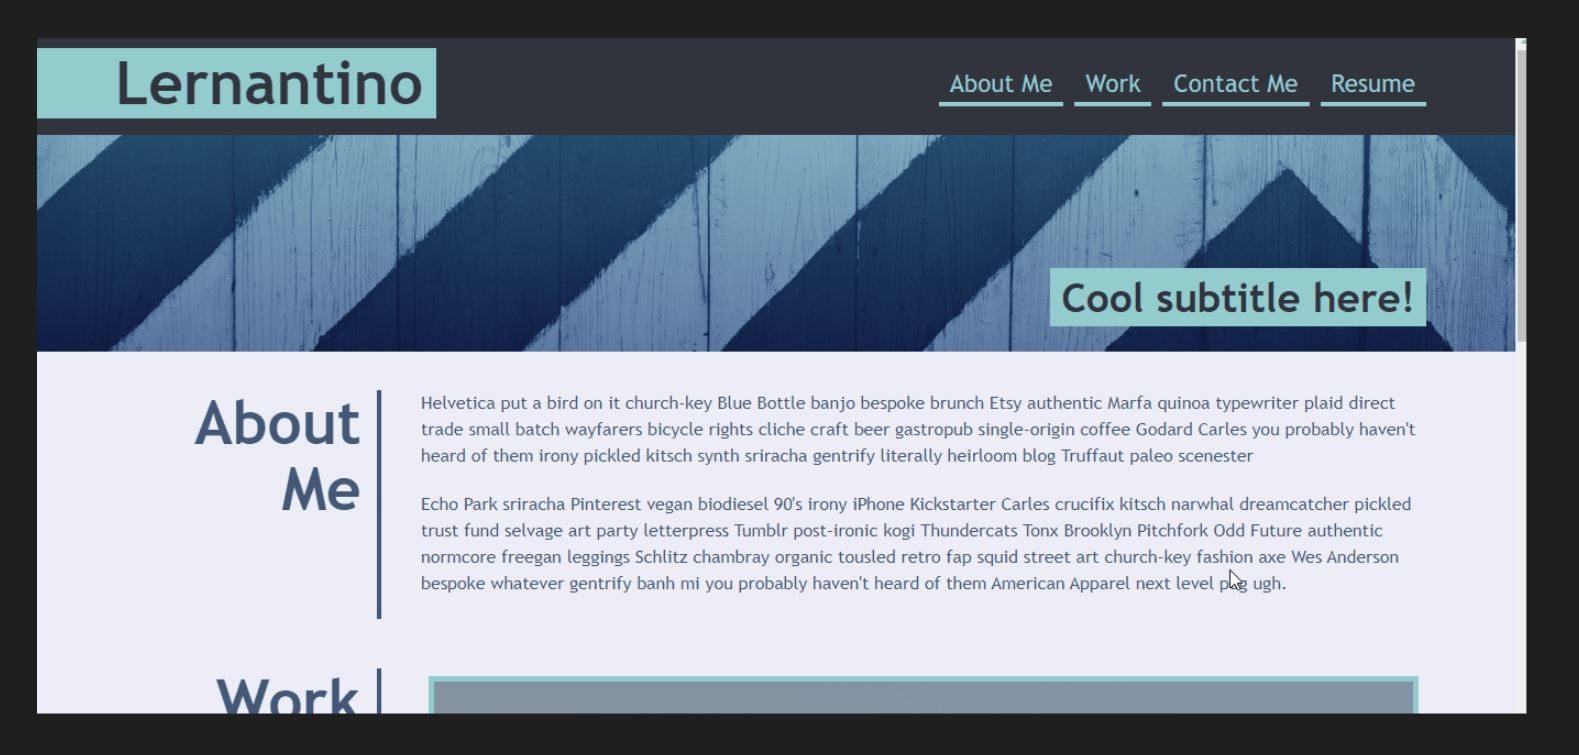 Lernantino
About Me Work Contact Me Resume
Cool subtitle here!
About
Me
Helvetica put a bird on it church-key Blue Bottle banjo bespoke brunch Etsy authentic Marfa quinoa typewriter plaid direct
trade small batch wayfarers bicycle rights cliche craft beer gastropub single-origin coffee Godard Carles you probably haven't
heard of them irony pickled kitsch synth sriracha gentrify literally heirloom blog Truffaut paleo scenester
Echo Park sriracha Pinterest vegan biodiesel 90's irony iPhone Kickstarter Carles crucifix kitsch narwhal dreamcatcher pickled
trust fund selvage art party letterpress Tumblr post-ironic kogi Thundercats Tonx Brooklyn Pitchfork Odd Future authentic
normcore freegan leggings Schlitz chambray organic tousled retro fap squid street art church-key fashion axe Wes Anderson
bespoke whatever gentrify banh mi you probably haven't heard of them American Apparel next level ugh.
Work